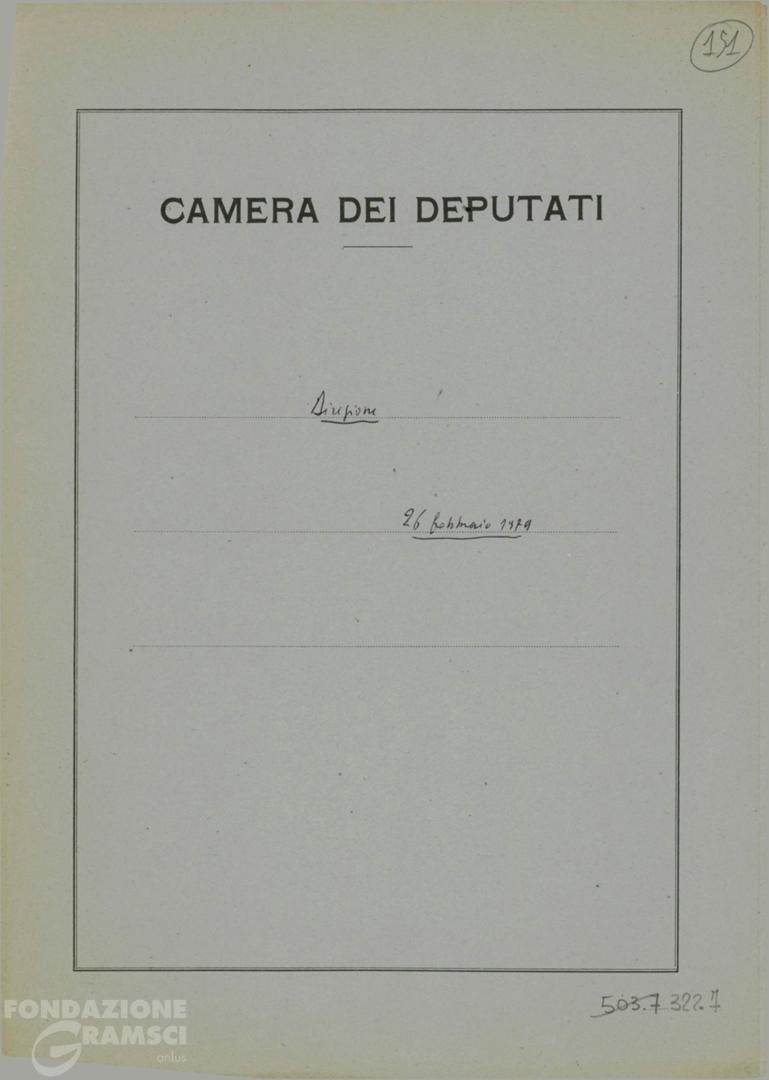 151
CAMERA DEI DEPUTATI
Direzione
26 febbraio 1979
503.7 322.7
FONDAZIONE
GRAMSCI
onlus